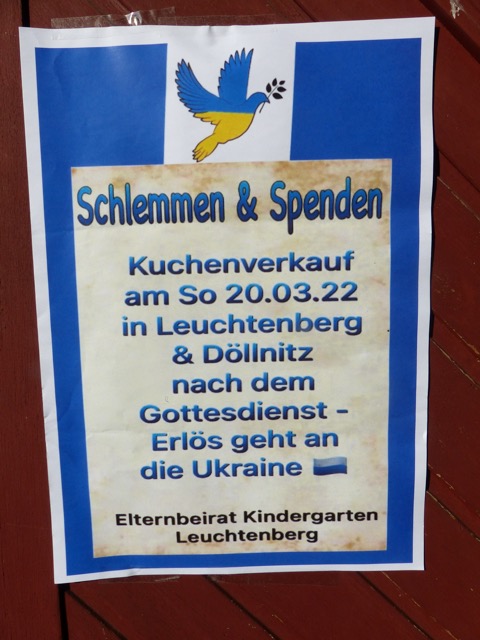 Schlemmen & Spenden
Kuchenverkauf
am So 20.03.22
in Leuchtenberg
& Döllnitz
nach dem
Gottesdienst -
Erlös geht an
die Ukraine
Elternbeirat Kindergarten
Leuchtenberg